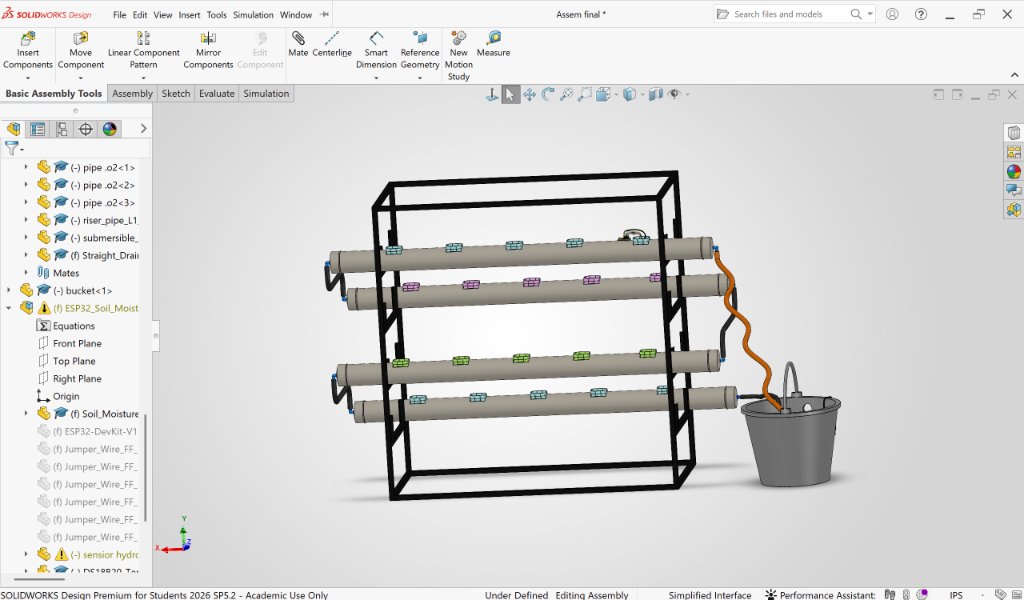 SOLIDWORKS Design
File Edit View Insert Tools Simulation Window
Assem final *
Search files and models
Insert Components
Move Component
Linear Component Pattern
Mirror Components
Edit Component
Mate
Centerline
Smart Dimension
Reference Geometry
New Motion Study
Measure
Basic Assembly Tools
Assembly
Sketch
Evaluate
Simulation
(-) pipe .o2<1>
(-) pipe .o2<2>
(-) pipe .o2<3>
(-) riser_pipe_L1
(-) submersible_
(f) Straight_Drai
Mates
(-) bucket<1>
(f) ESP32_Soil_Moist
Equations
Front Plane
Top Plane
Right Plane
Origin
(f) Soil_Moisture
(f) ESP32-DevKit-V1
(f) Jumper_Wire_FF_
(f) Jumper_Wire_FF_
(f) Jumper_Wire_FF_
(f) Jumper_Wire_FF_
(f) Jumper_Wire_FF_
(f) Jumper_Wire_FF_
(-) sensior hydro
Y
X
Z
SOLIDWORKS Design Premium for Students 2026 SP5.2 - Academic Use Only
Under Defined
Editing Assembly
Simplified Interface
Performance Assistant:
IPS